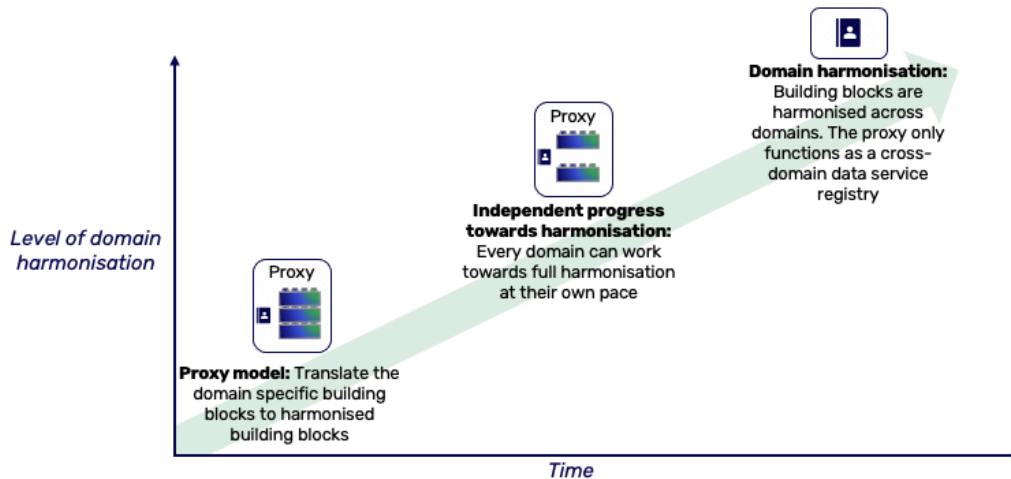 Domain harmonisation:
Building blocks are
harmonised across
domains. The proxy only
functions as a cross-
domain data service
registry
Proxy
Independent progress
towards harmonisation:
Every domain can work
towards full harmonisation
at their own pace
Level of domain
harmonisation
Proxy
Proxy model: Translate the
domain specific building
blocks to harmonised
building blocks
Time